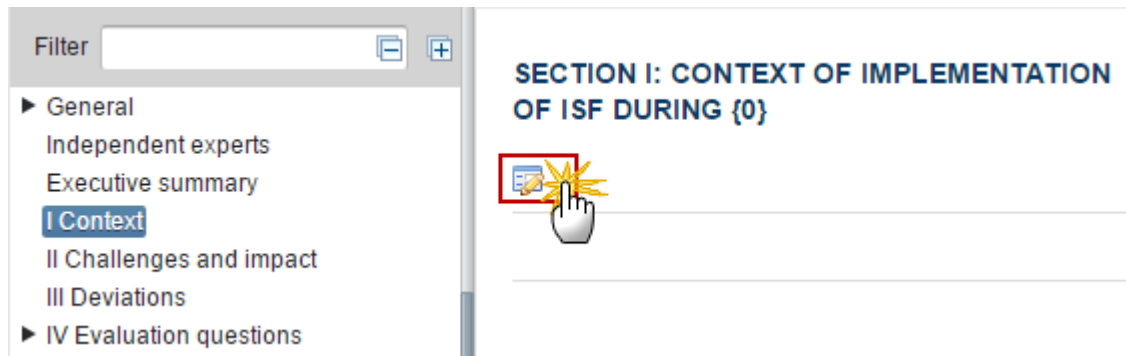 Filter
General
Independent experts
Executive summary
I Context
II Challenges and impact
III Deviations
IV Evaluation questions
SECTION I: CONTEXT OF IMPLEMENTATION
OF ISF DURING {0}